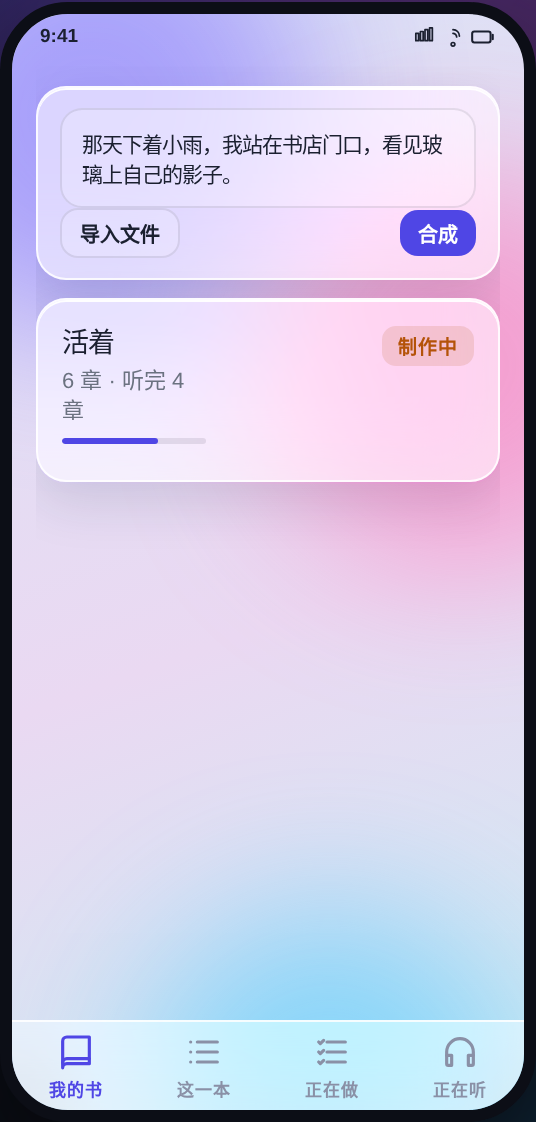 9:41
那天下着小雨，我站在书店门口，看见玻
璃上自己的影子。
导入文件
合成
活着
制作中
6 章 · 听完 4
章
我的书
这一本
正在做
正在听